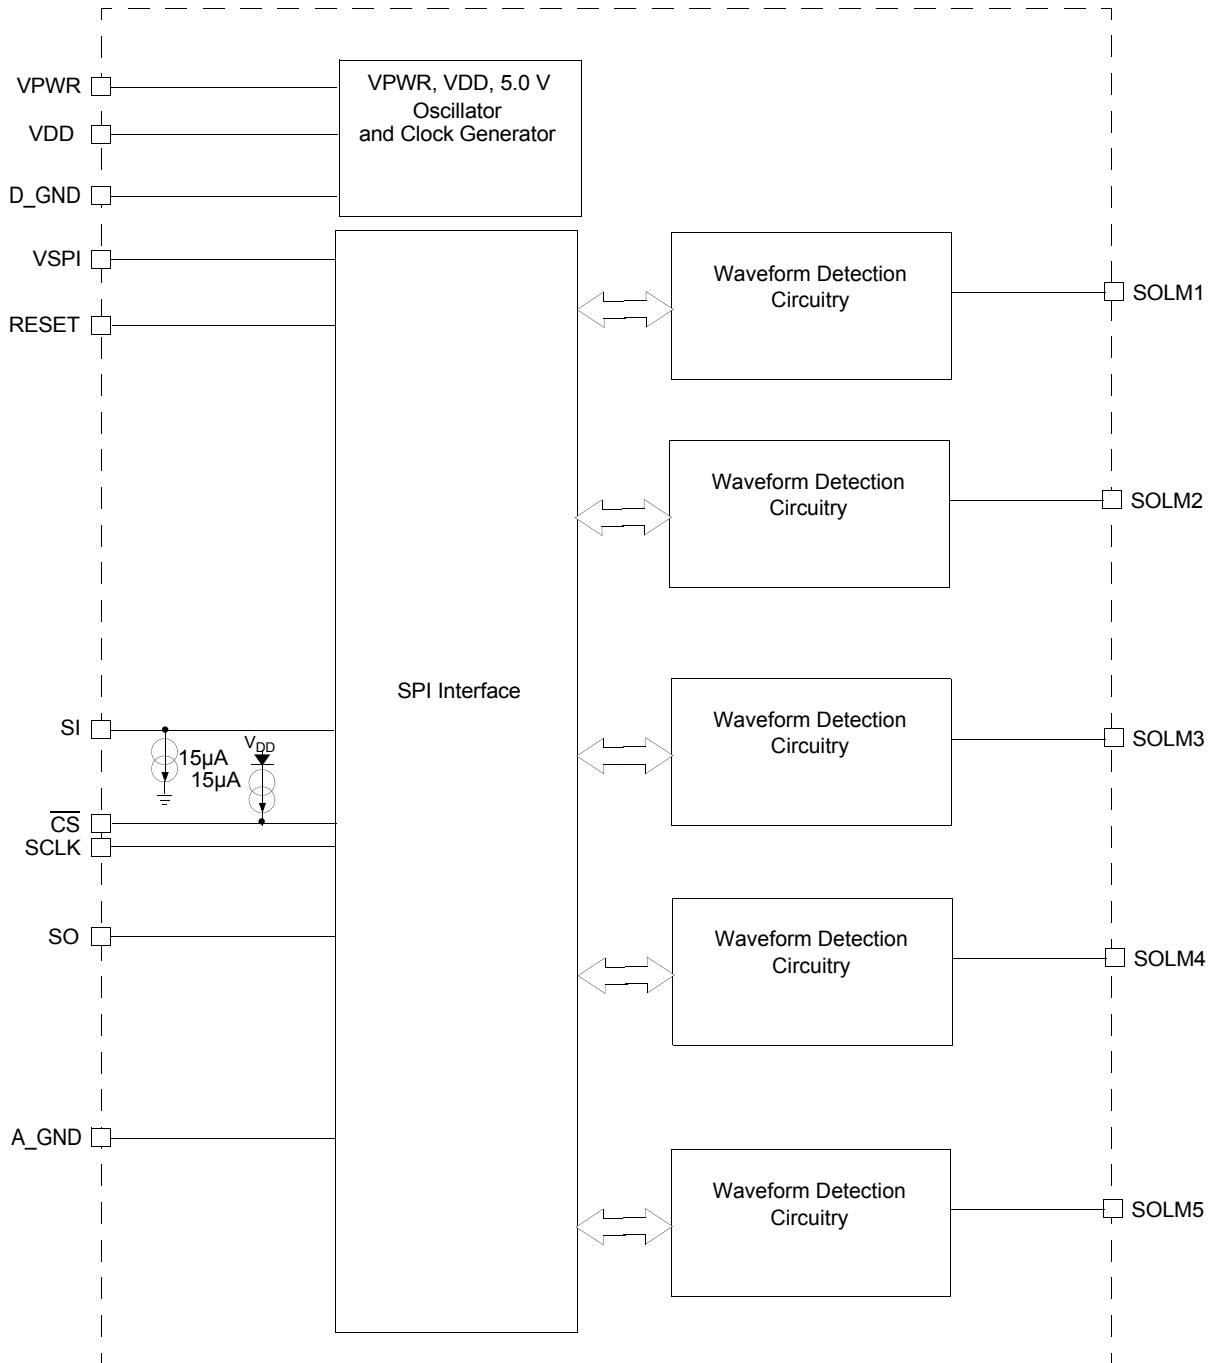 VPWR
VDD
D_GND
VPWR, VDD, 5.0 V
Oscillator
and Clock Generator
VSPI
RESET
SI
15µA
VDD
15µA
CS
SCLK
SO
A_GND
SPI Interface
Waveform Detection
Circuitry
SOLM1
Waveform Detection
Circuitry
SOLM2
Waveform Detection
Circuitry
SOLM3
Waveform Detection
Circuitry
SOLM4
Waveform Detection
Circuitry
SOLM5